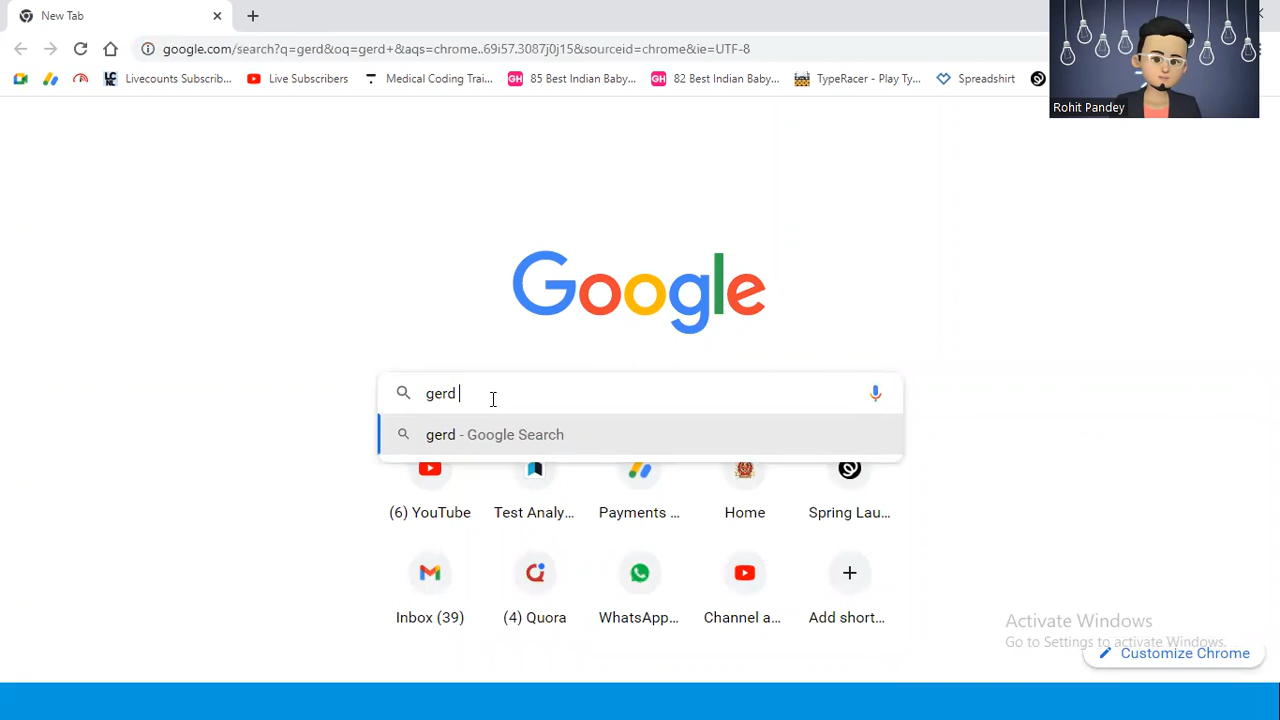 New Tab
google.com/search?q=gerd&oq=gerd+&aqs=chrome..69i57.3087j0j15&sourceid=chrome&ie=UTF-8
Livecounts Subscrib...
Live Subscribers
Medical Coding Trai...
GH
85 Best Indian Baby...
GH
82 Best Indian Baby...
TypeRacer - Play Ty...
Spreadshirt
Rohit Pandey
Google
gerd
gerd - Google Search
(6) YouTube
Test Analy...
Payments ...
Home
Spring Lau...
Inbox (39)
(4) Quora
WhatsApp...
Channel a...
Add short...
Activate Windows
Go to Settings to activate Windows.
Customize Chrome